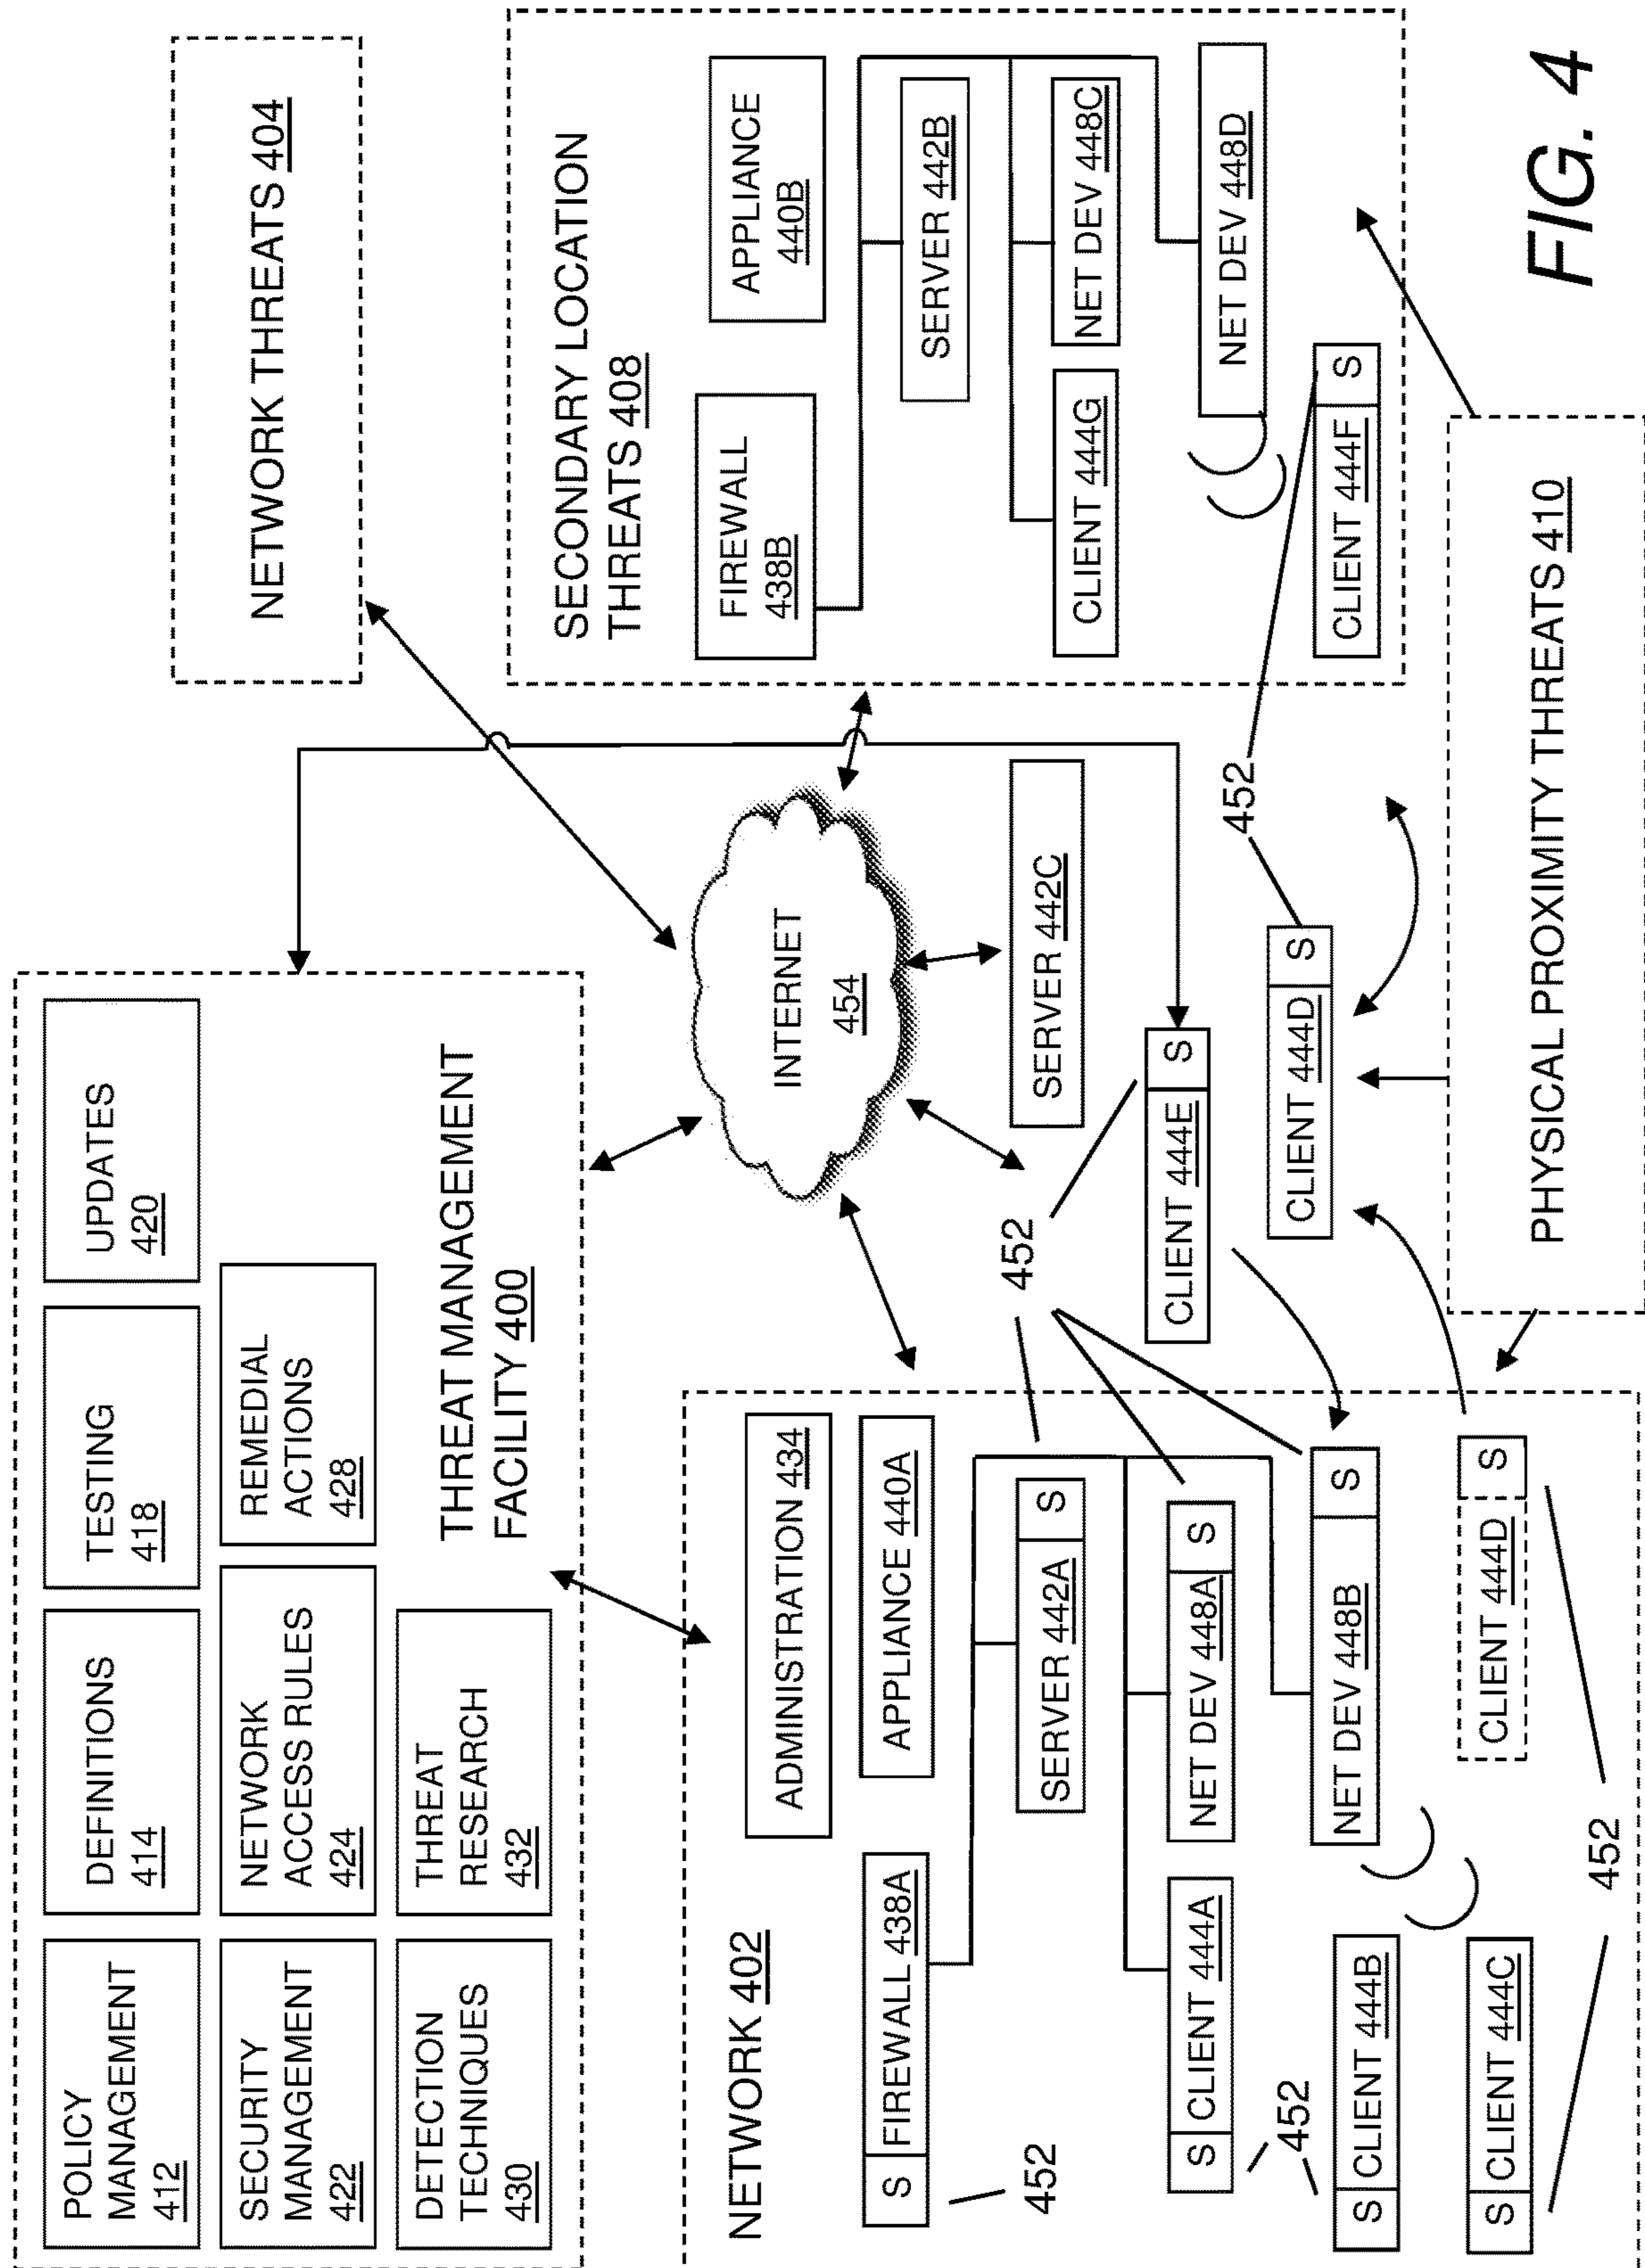 POLICY
MANAGEMENT
412
DEFINITIONS
414
TESTING
418
UPDATES
420
SECURITY
MANAGEMENT
422
NETWORK
ACCESS RULES
424
REMEDIAL
ACTIONS
428
DETECTION
TECHNIQUES
430
THREAT
RESEARCH
432
THREAT MANAGEMENT
FACILITY 400
NETWORK THREATS 404
INTERNET
454
SECONDARY LOCATION
THREATS 408
FIREWALL
438B
APPLIANCE
440B
SERVER 442B
CLIENT 444G
NET DEV 448C
NET DEV 448D
CLIENT 444F
S
NETWORK 402
ADMINISTRATION 434
S
FIREWALL 438A
APPLIANCE 440A
452
SERVER 442A
S
452
SERVER 442C
S
CLIENT 444A
NET DEV 448A
S
CLIENT 444E
S
452
452
S
CLIENT 444B
NET DEV 448B
S
CLIENT 444D
S
S
CLIENT 444C
CLIENT 444D
S
452
PHYSICAL PROXIMITY THREATS 410
FIG. 4